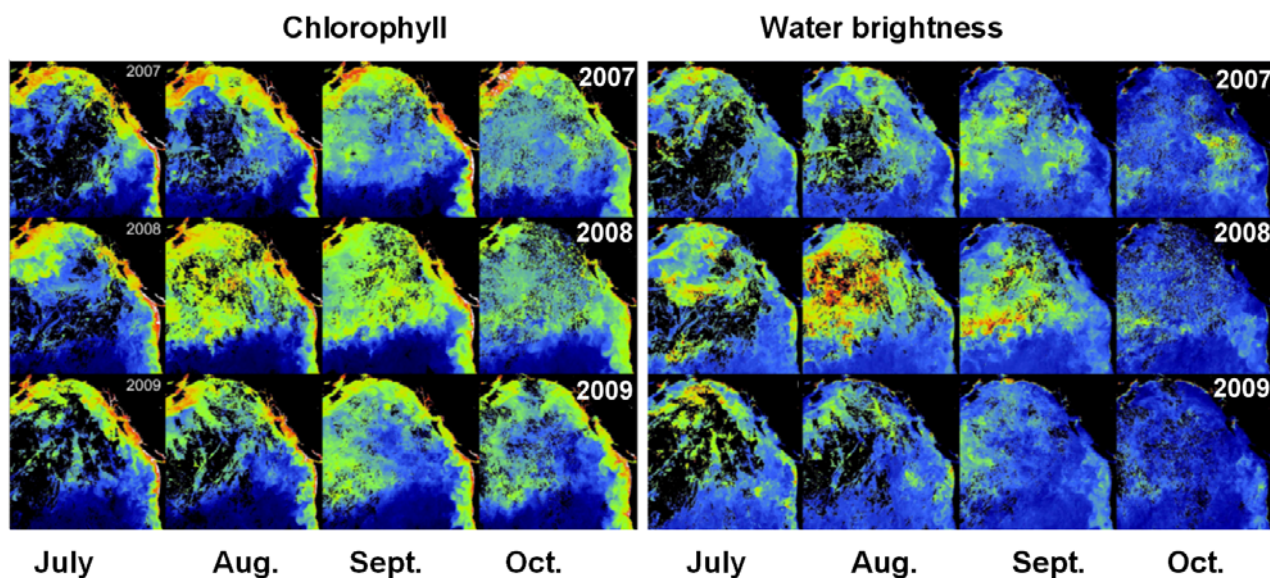 Chlorophyll
Water brightness
2007
2007
2007
2008
2008
2008
2009
2009
2009
July
Aug.
Sept.
Oct.
July
Aug.
Sept.
Oct.